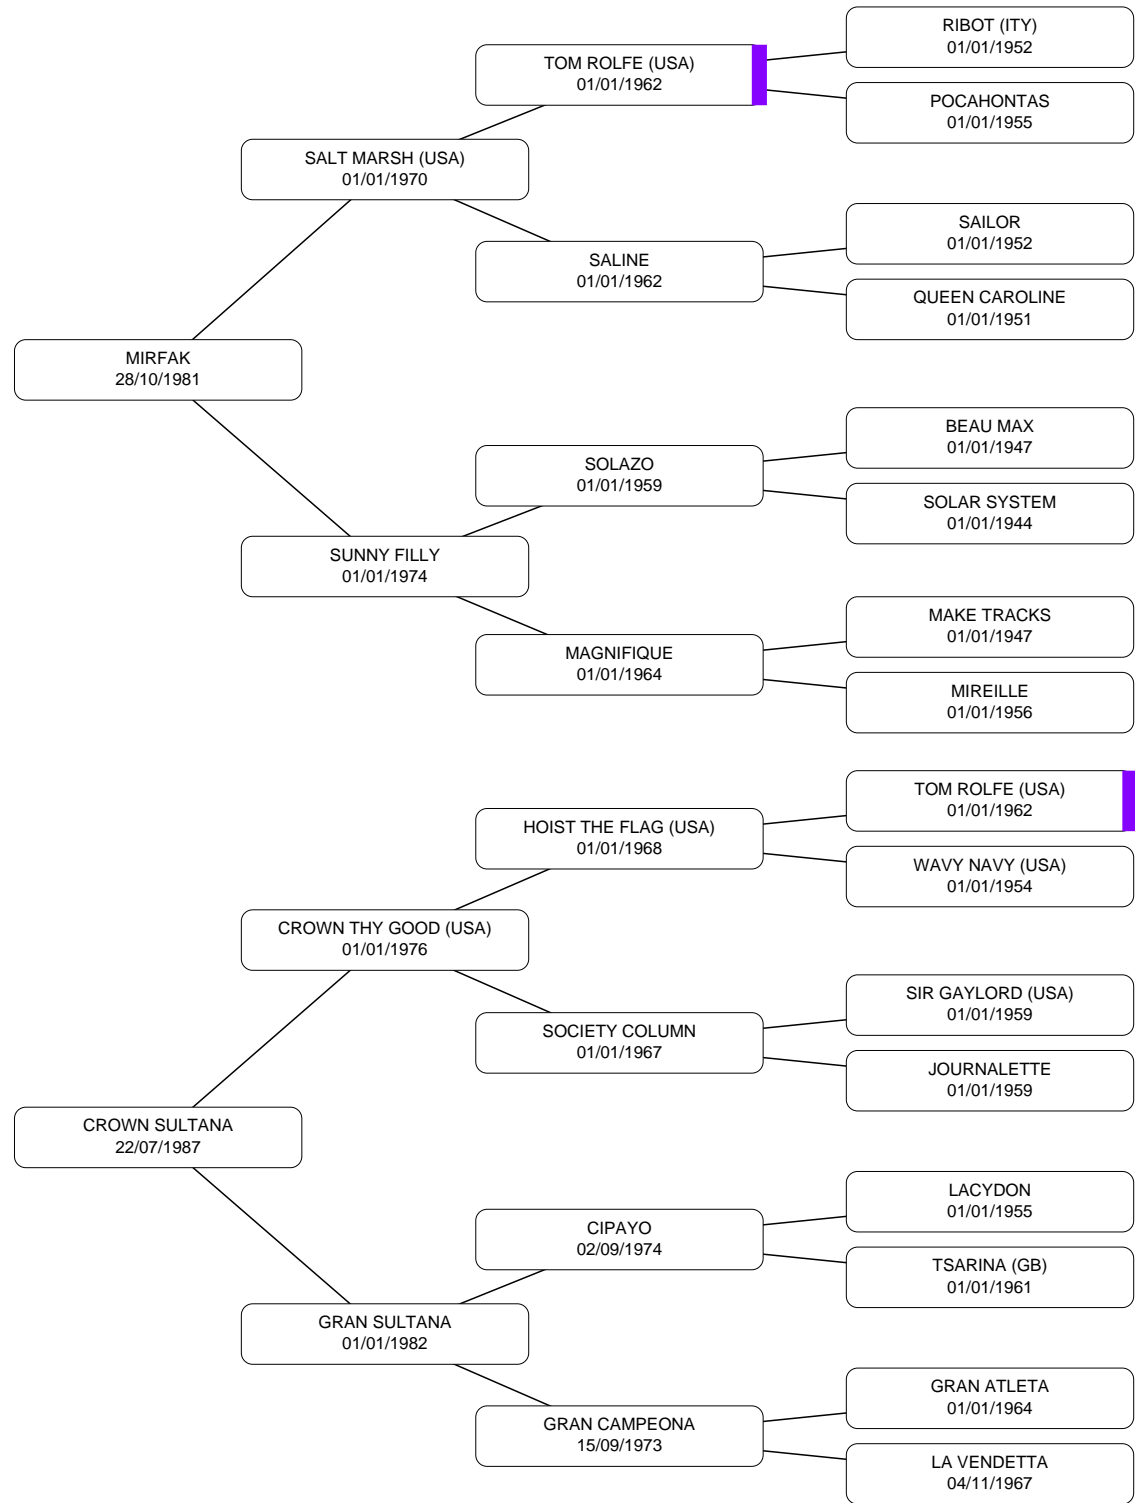 RIBOT (ITY)
01/01/1952
TOM ROLFE (USA)
01/01/1962
POCAHONTAS
01/01/1955
SALT MARSH (USA)
01/01/1970
SAILOR
01/01/1952
SALINE
01/01/1962
QUEEN CAROLINE
01/01/1951
MIRFAK
28/10/1981
BEAU MAX
01/01/1947
SOLAZO
01/01/1959
SOLAR SYSTEM
01/01/1944
SUNNY FILLY
01/01/1974
MAKE TRACKS
01/01/1947
MAGNIFIQUE
01/01/1964
MIREILLE
01/01/1956
TOM ROLFE (USA)
01/01/1962
HOIST THE FLAG (USA)
01/01/1968
WAVY NAVY (USA)
01/01/1954
CROWN THY GOOD (USA)
01/01/1976
SIR GAYLORD (USA)
01/01/1959
SOCIETY COLUMN
01/01/1967
JOURNALETTE
01/01/1959
CROWN SULTANA
22/07/1987
LACYDON
01/01/1955
CIPAYO
02/09/1974
TSARINA (GB)
01/01/1961
GRAN SULTANA
01/01/1982
GRAN ATLETA
01/01/1964
GRAN CAMPEONA
15/09/1973
LA VENDETTA
04/11/1967